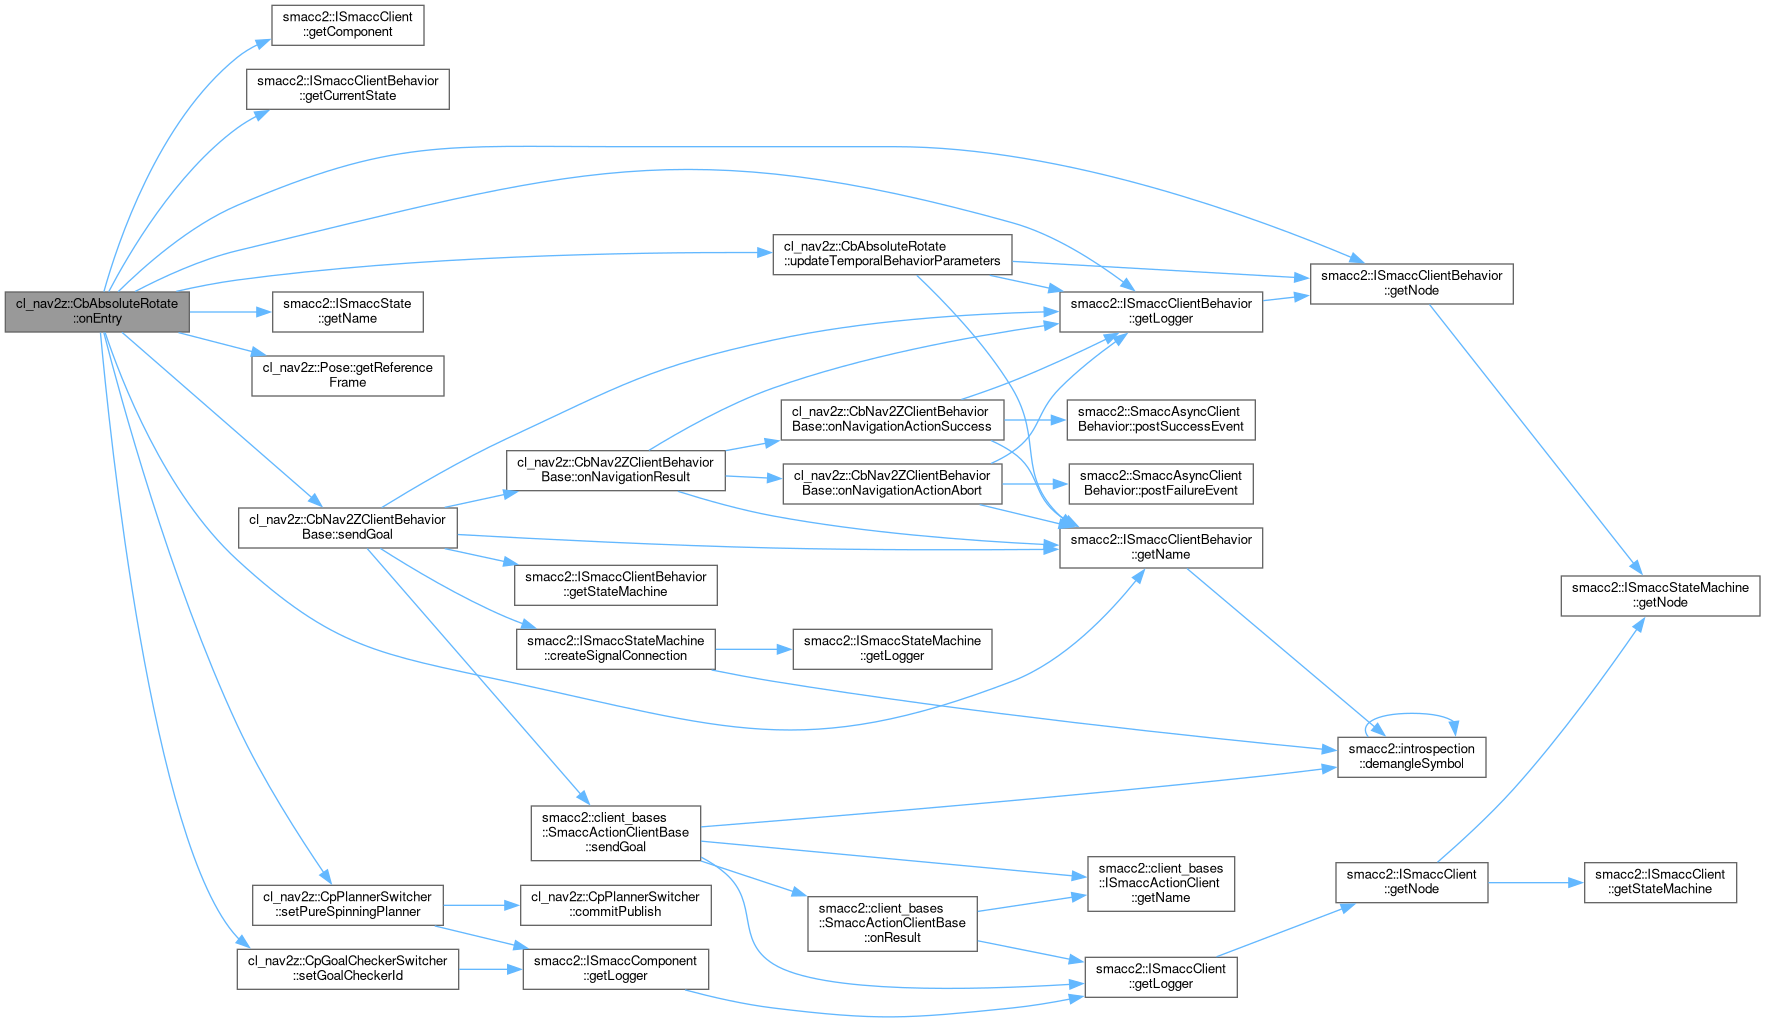 smacc2::ISmaccClient
::getComponent
smacc2::ISmaccClientBehavior
::getCurrentState
cl_nav2z::CbAbsoluteRotate
::updateTemporalBehaviorParameters
smacc2::ISmaccClientBehavior
::getNode
cl_nav2z::CbAbsoluteRotate
::onEntry
smacc2::ISmaccState
::getName
smacc2::ISmaccClientBehavior
::getLogger
cl_nav2z::Pose::getReference
Frame
cl_nav2z::CbNav2ZClientBehavior
Base::onNavigationActionSuccess
smacc2::SmaccAsyncClient
Behavior::postSuccessEvent
cl_nav2z::CbNav2ZClientBehavior
Base::onNavigationResult
cl_nav2z::CbNav2ZClientBehavior
Base::onNavigationActionAbort
smacc2::SmaccAsyncClient
Behavior::postFailureEvent
cl_nav2z::CbNav2ZClientBehavior
Base::sendGoal
smacc2::ISmaccClientBehavior
::getName
smacc2::ISmaccClientBehavior
::getStateMachine
smacc2::ISmaccStateMachine
::getNode
smacc2::ISmaccStateMachine
::createSignalConnection
smacc2::ISmaccStateMachine
::getLogger
smacc2::introspection
::demangleSymbol
smacc2::client_bases
::SmaccActionClientBase
::sendGoal
smacc2::client_bases
::ISmaccActionClient
::getName
smacc2::ISmaccClient
::getNode
smacc2::ISmaccClient
::getStateMachine
cl_nav2z::CpPlannerSwitcher
::setPureSpinningPlanner
cl_nav2z::CpPlannerSwitcher
::commitPublish
smacc2::client_bases
::SmaccActionClientBase
::onResult
cl_nav2z::CpGoalCheckerSwitcher
::setGoalCheckerId
smacc2::ISmaccComponent
::getLogger
smacc2::ISmaccClient
::getLogger